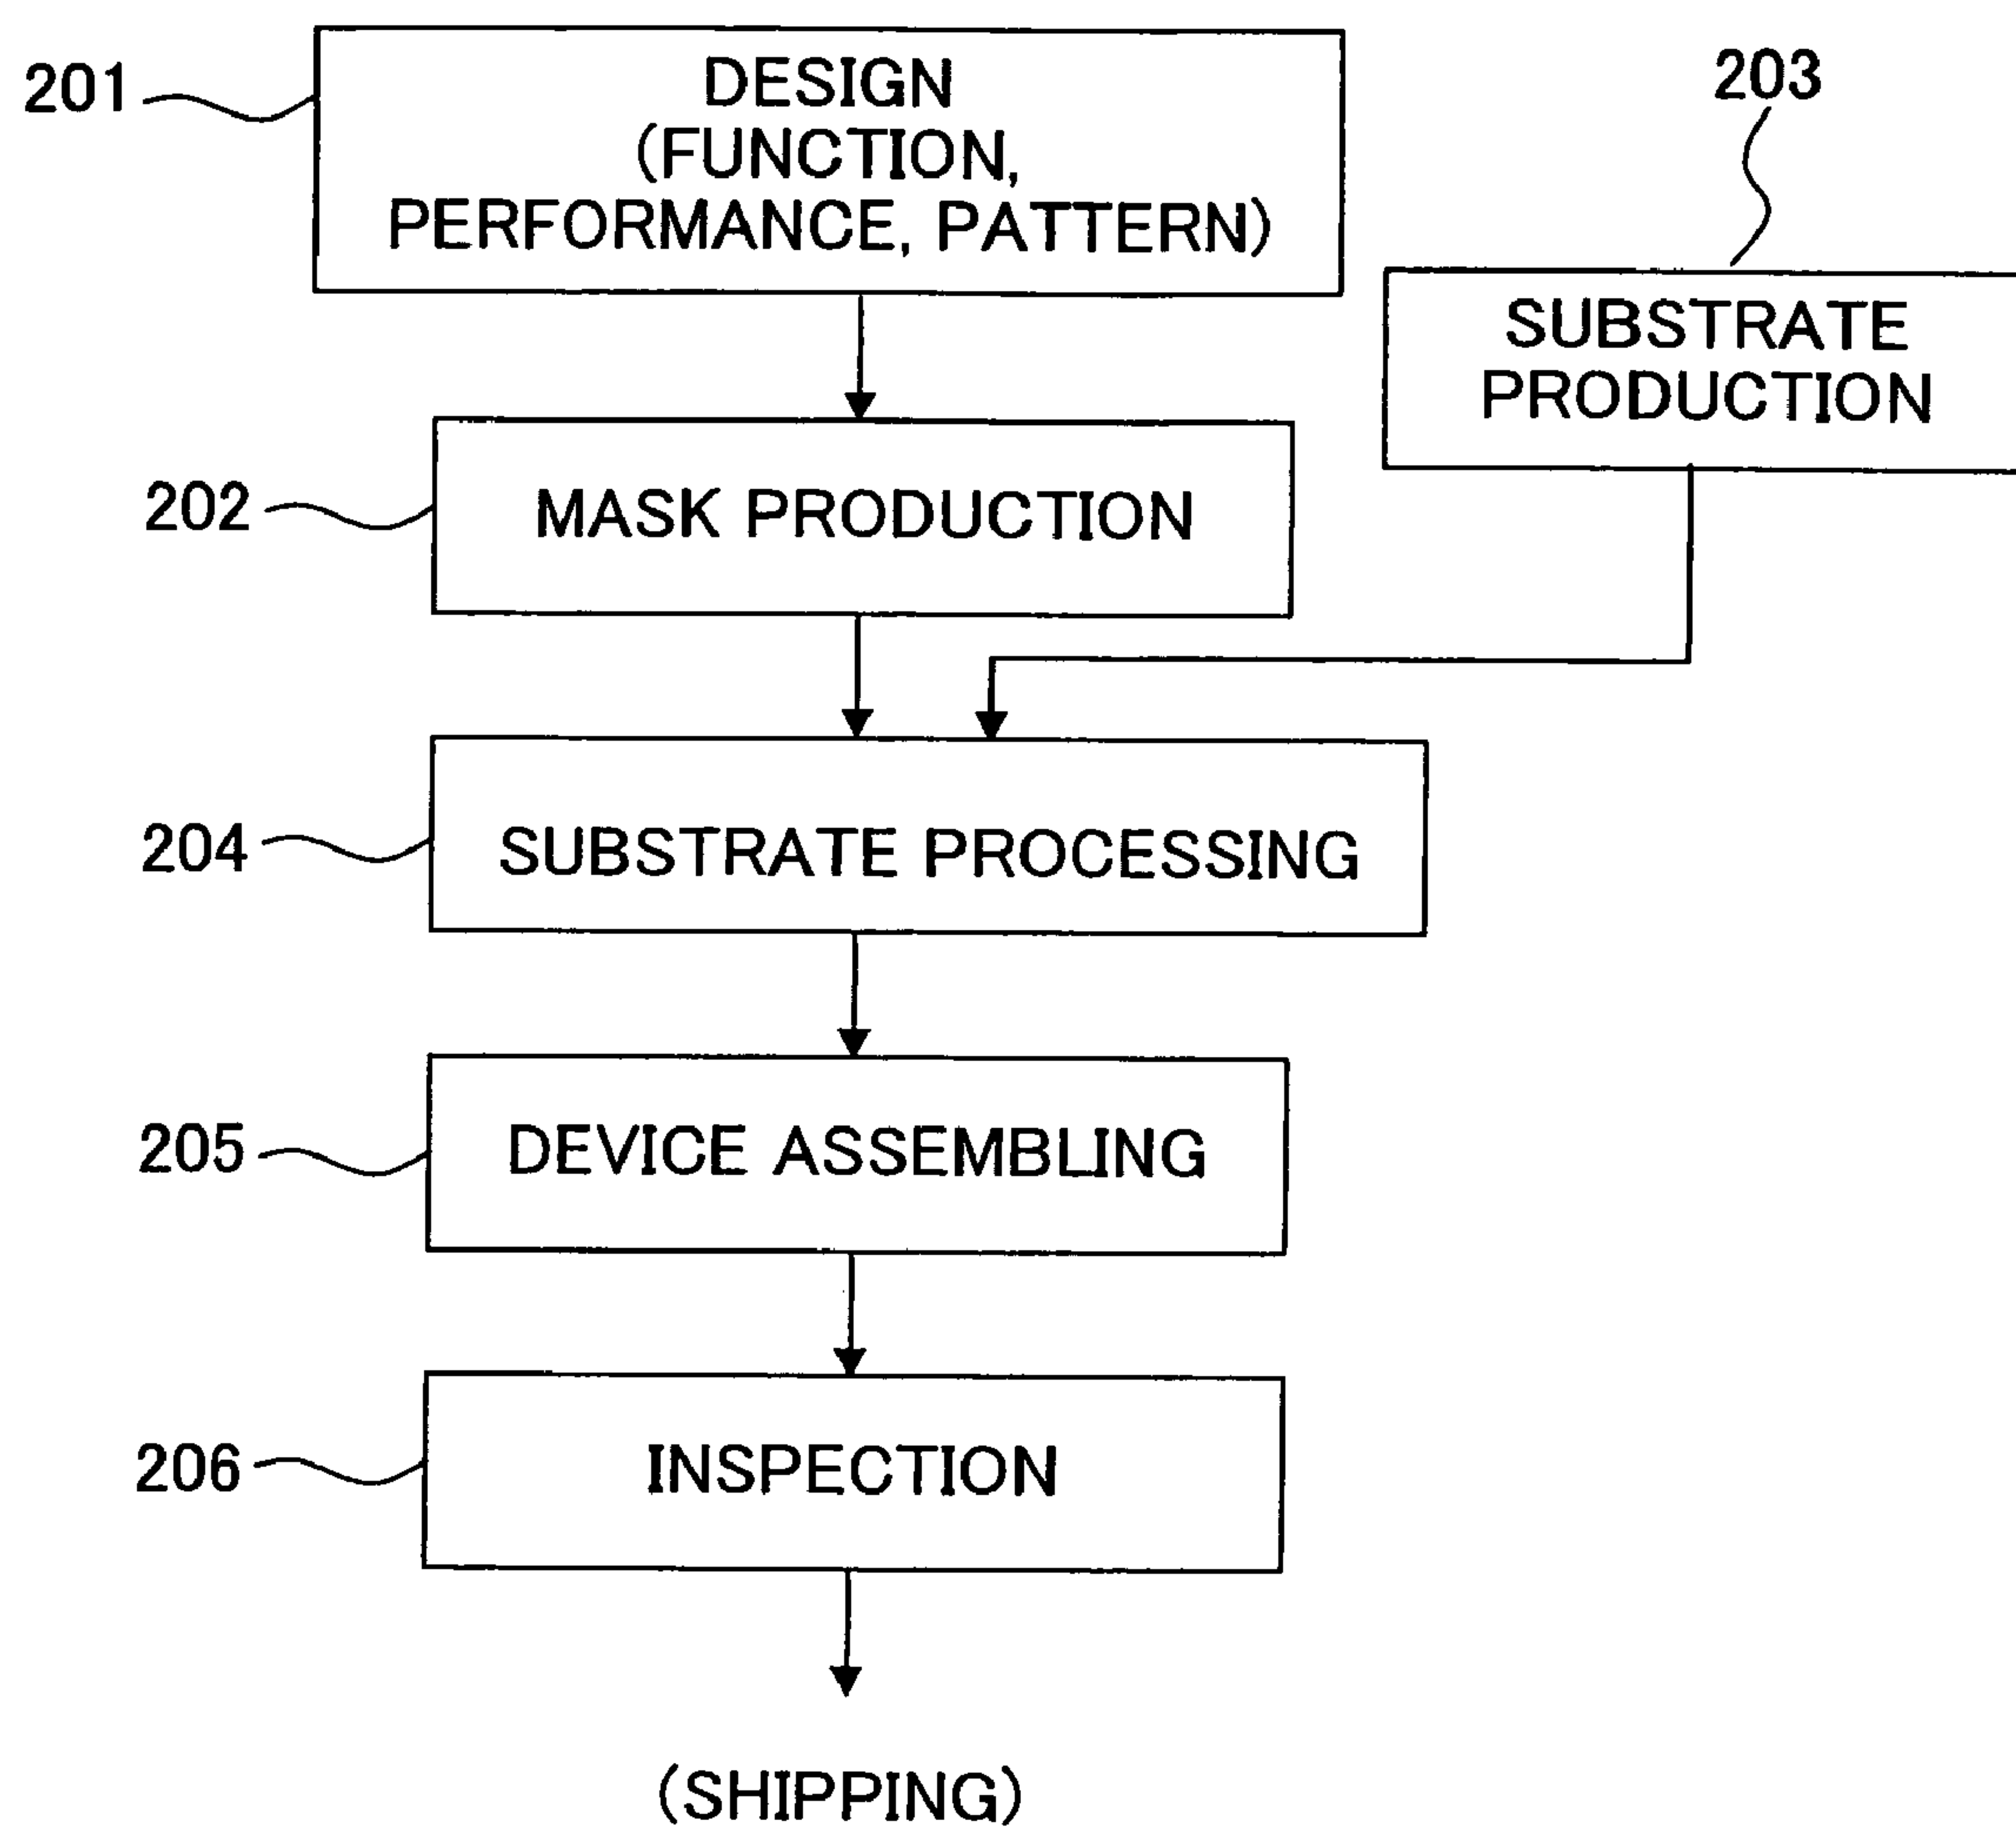 201
DESIGN
(FUNCTION,
PERFORMANCE, PATTERN)
203
SUBSTRATE
PRODUCTION
202
MASK PRODUCTION
204
SUBSTRATE PROCESSING
205
DEVICE ASSEMBLING
206
INSPECTION
(SHIPPING)